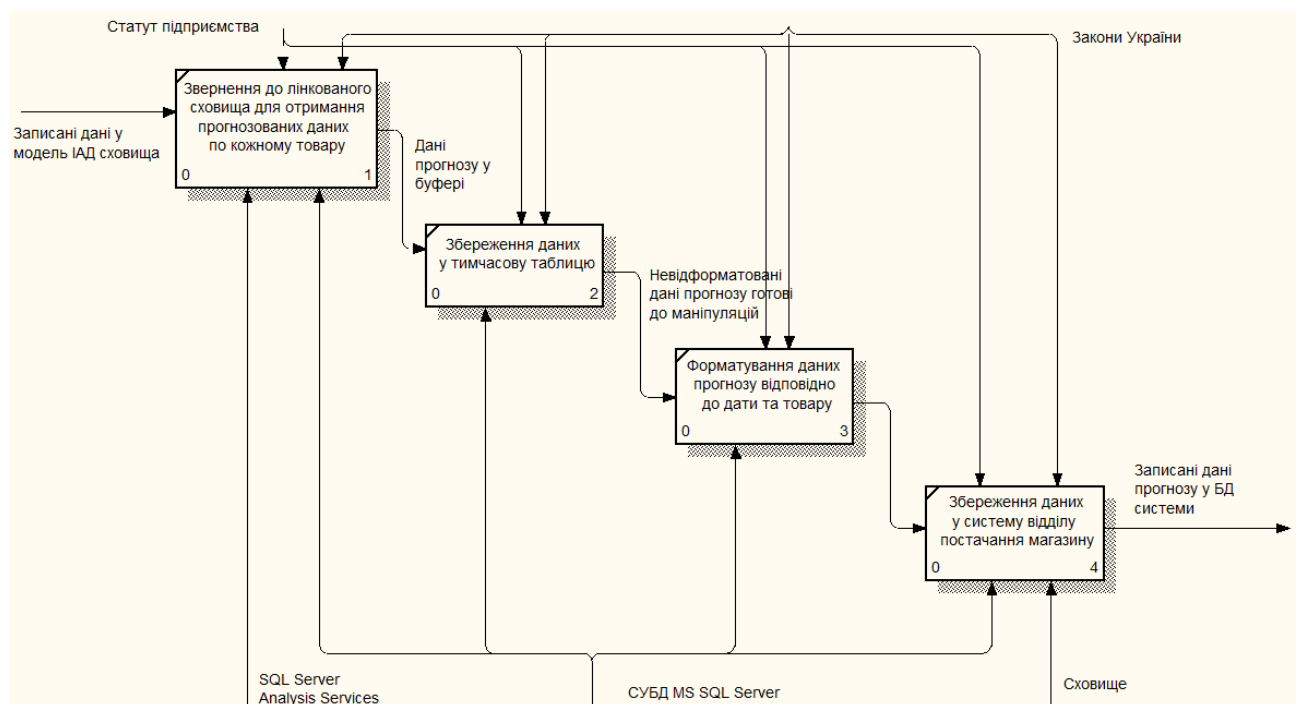 Статут підприємства
Закони України
Звернення до лінкованого
сховища для отримання
прогнозованих даних
по кожному товару
0
1
Записані дані у
модель ІАД сховища
Дані
прогнозу у
буфері
Збереження даних
у тимчасову таблицю
0
2
Невідформатовані
дані прогнозу готові
до маніпуляцій
Форматування даних
прогнозу відповідно
до дати та товару
0
3
Записані дані
прогнозу у БД
системи
Збереження даних
у систему відділу
постачання магазину
0
4
SQL Server
Analysis Services
СУБД MS SQL Server
Сховище